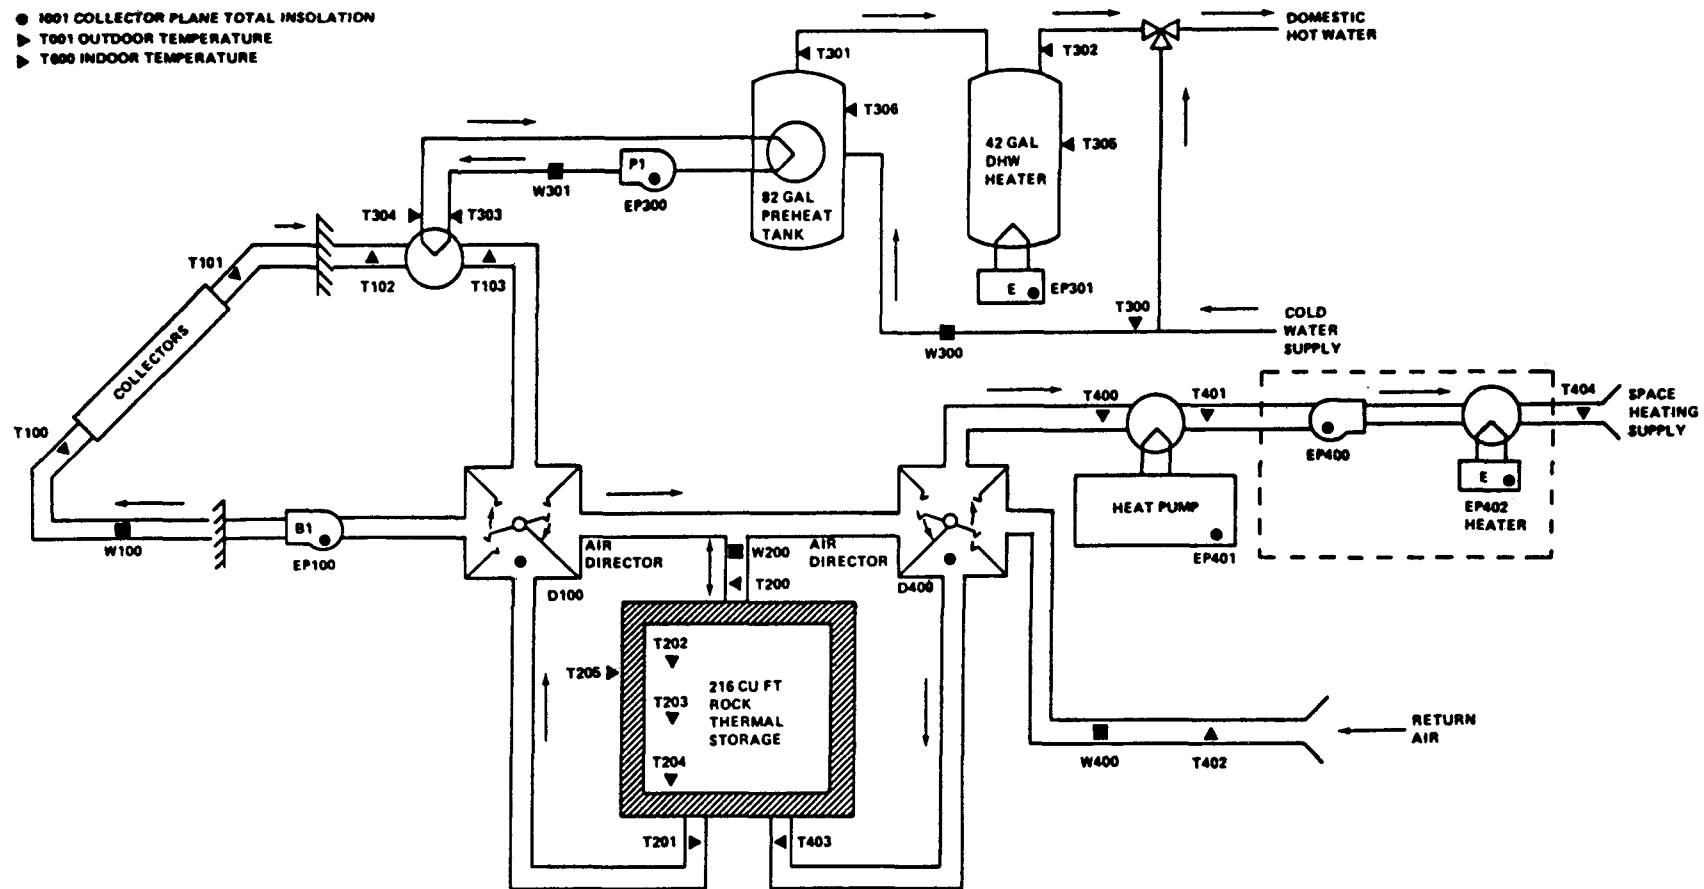 I001 COLLECTOR PLANE TOTAL INSOLATION
T001 OUTDOOR TEMPERATURE
T600 INDOOR TEMPERATURE
DOMESTIC
HOT WATER
T301
T302
T306
42 GAL
DHW
HEATER
T305
P1
W301
EP300
82 GAL
PREHEAT
TANK
T304
T303
T101
T102
T103
E
EP301
T300
COLD
WATER
SUPPLY
W300
COLLECTORS
T100
T400
T401
T404
SPACE
HEATING
SUPPLY
EP400
E
EP402
HEATER
HEAT PUMP
EP401
B1
W100
EP100
AIR
DIRECTOR
D100
W200
T200
AIR
DIRECTOR
D400
T202
T205
T203
T204
216 CU FT
ROCK
THERMAL
STORAGE
RETURN
AIR
W400
T402
T201
T403